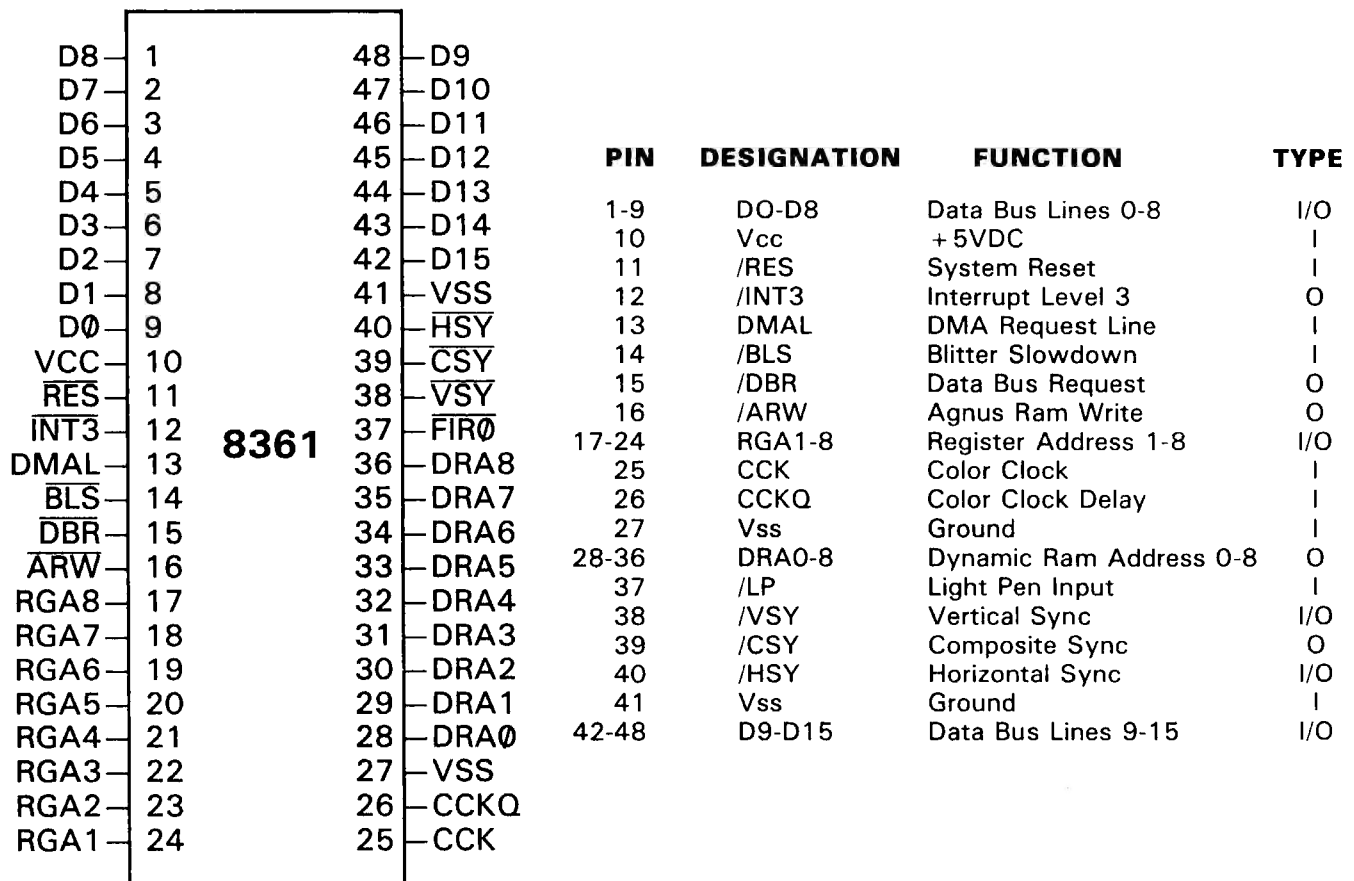 D8 1 48 D9
D7 2 47 D10
D6 3 46 D11
D5 4 45 D12
D4 5 44 D13
D3 6 43 D14
D2 7 42 D15
D1 8 41 VSS
DØ 9 40 HSY
VCC 10 39 CSY
RES 11 38 VSY
INT3 12 37 FIRØ
DMAL 13 36 DRA8
BLS 14 35 DRA7
DBR 15 34 DRA6
ARW 16 33 DRA5
RGA8 17 32 DRA4
RGA7 18 31 DRA3
RGA6 19 30 DRA2
RGA5 20 29 DRA1
RGA4 21 28 DRAØ
RGA3 22 27 VSS
RGA2 23 26 CCKQ
RGA1 24 25 CCK
8361
PIN DESIGNATION FUNCTION TYPE
1-9 DO-D8 Data Bus Lines 0-8 I/O
10 Vcc +5VDC I
11 /RES System Reset I
12 /INT3 Interrupt Level 3 O
13 DMAL DMA Request Line I
14 /BLS Blitter Slowdown I
15 /DBR Data Bus Request O
16 /ARW Agnus Ram Write O
17-24 RGA1-8 Register Address 1-8 I/O
25 CCK Color Clock I
26 CCKQ Color Clock Delay I
27 Vss Ground I
28-36 DRA0-8 Dynamic Ram Address 0-8 O
37 /LP Light Pen Input I
38 /VSY Vertical Sync I/O
39 /CSY Composite Sync O
40 /HSY Horizontal Sync I/O
41 Vss Ground I
42-48 D9-D15 Data Bus Lines 9-15 I/O